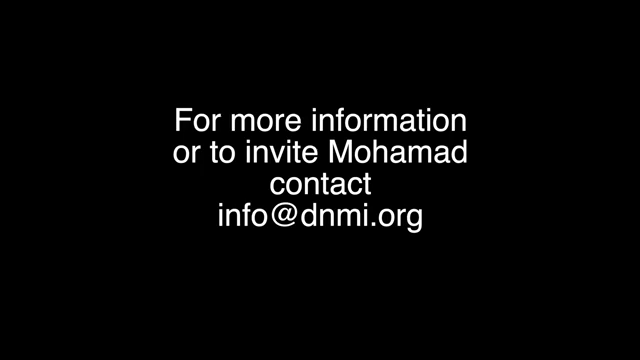 For more information
or to invite Mohamad
contact
info@dnmi.org